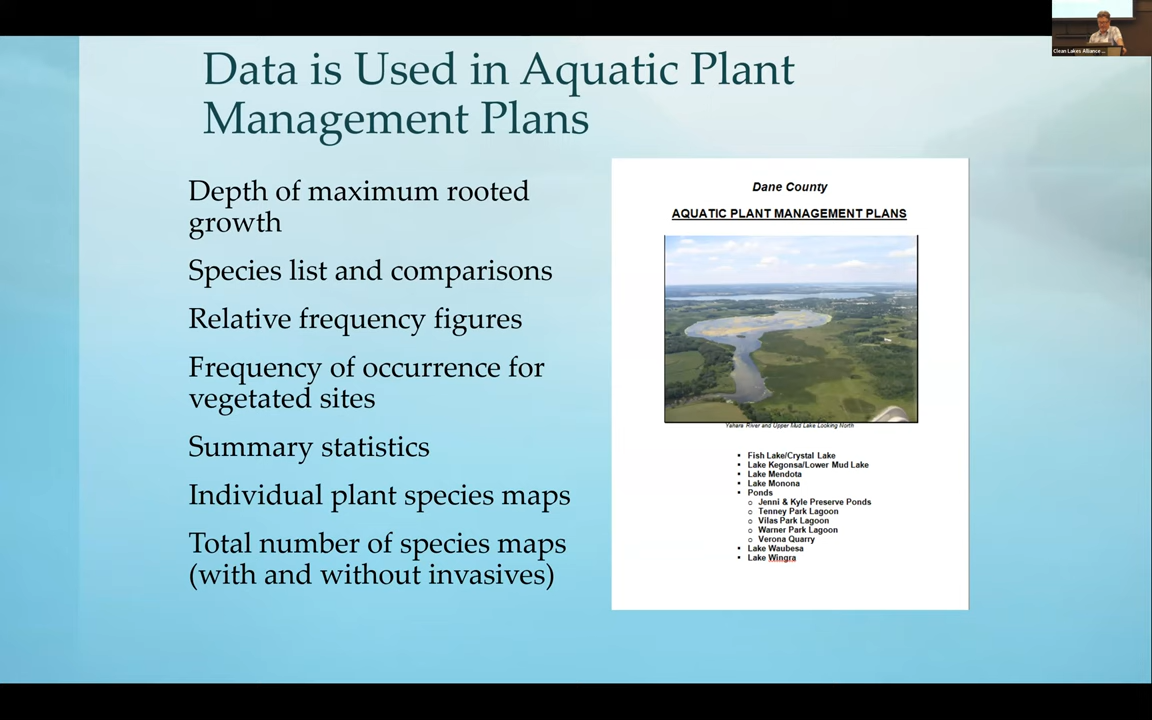 Data is Used in Aquatic Plant
Management Plans
Depth of maximum rooted
growth
Species list and comparisons
Relative frequency figures
Frequency of occurrence for
vegetated sites
Summary statistics
Individual plant species maps
Total number of species maps
(with and without invasives)
Dane County
AQUATIC PLANT MANAGEMENT PLANS
Yahara River and Upper Mud Lake Looking North
▪ Fish Lake/Crystal Lake
▪ Lake Kegonsa/Lower Mud Lake
▪ Lake Mendota
▪ Lake Monona
▪ Ponds
o Jenni & Kyle Preserve Ponds
o Tenney Park Lagoon
o Vilas Park Lagoon
o Warner Park Lagoon
o Verona Quarry
▪ Lake Waubesa
▪ Lake Wingra
Clean Lakes Alliance ...